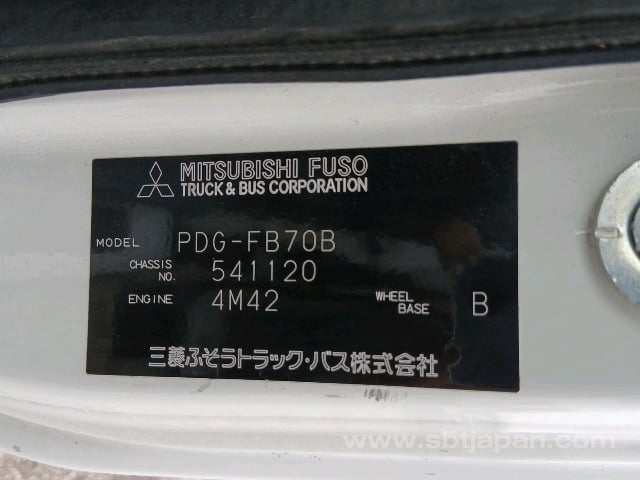 MITSUBISHI FUSO
TRUCK & BUS CORPORATION
MODEL PDG-FB70B
CHASSIS NO. 541120
ENGINE 4M42 WHEEL BASE B
三菱ふそうトラック・バス株式会社
www.sbtjapan.com